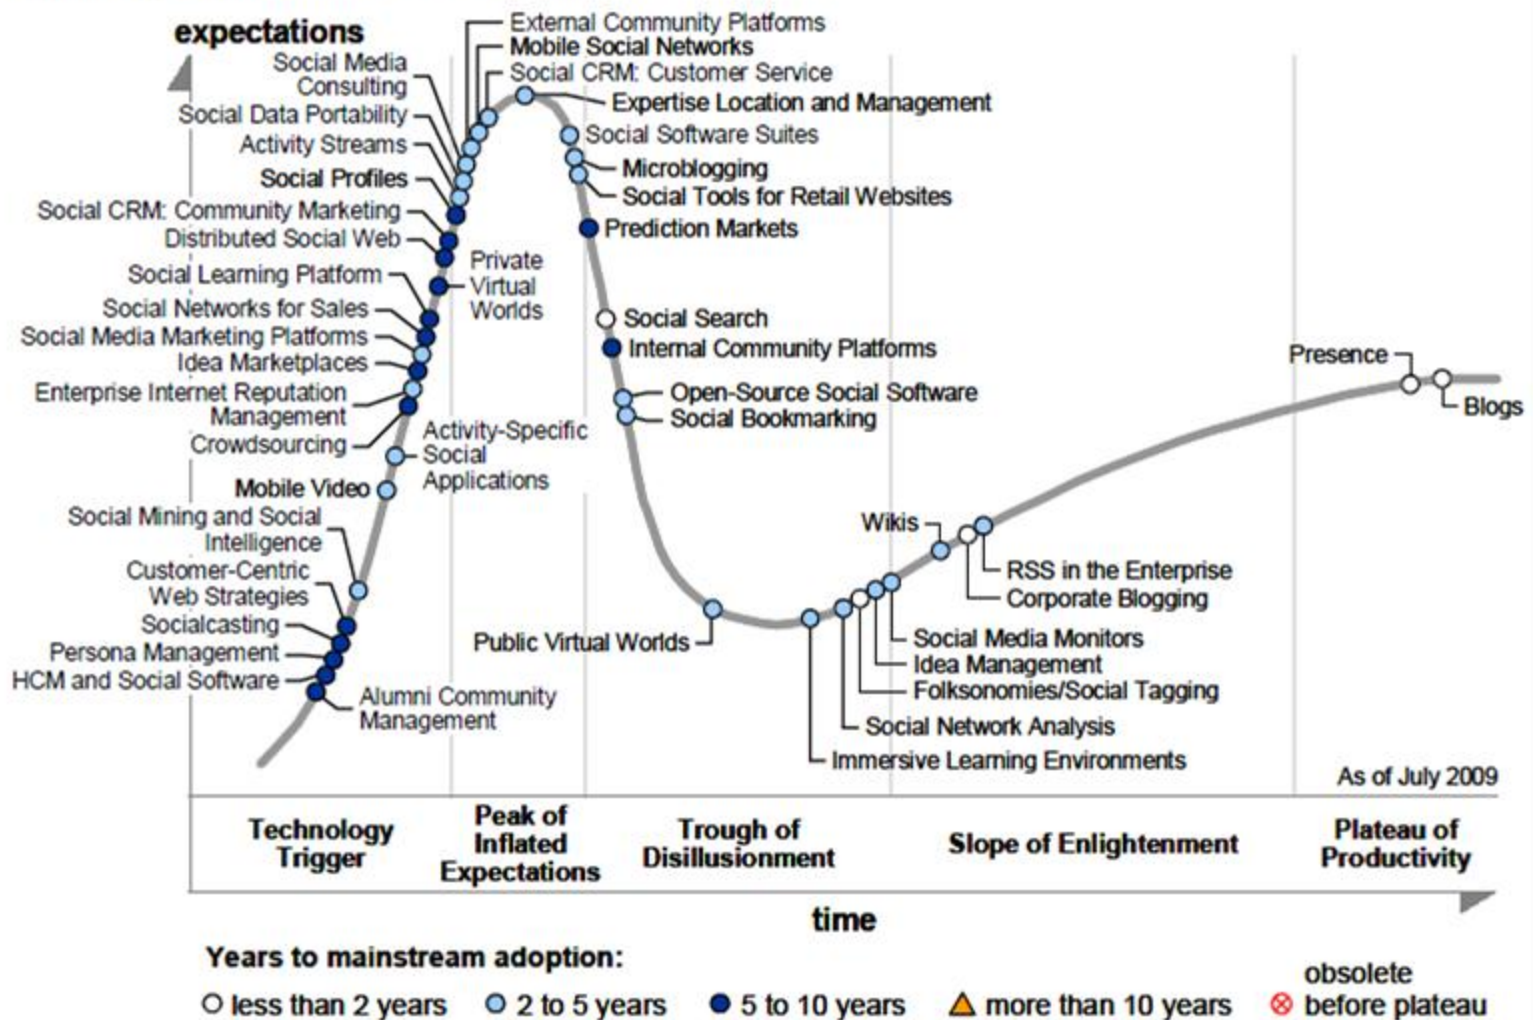 expectations
External Community Platforms
Mobile Social Networks
Social CRM: Customer Service
Social Media
Consulting
Expertise Location and Management
Social Data Portability
Social Software Suites
Activity Streams
Microblogging
Social Profiles
Social Tools for Retail Websites
Social CRM: Community Marketing
Prediction Markets
Distributed Social Web
Private
Virtual
Worlds
Social Learning Platform
Social Networks for Sales
Social Search
Social Media Marketing Platforms
Internal Community Platforms
Idea Marketplaces
Enterprise Internet Reputation
Management
Open-Source Social Software
Social Bookmarking
Crowdsourcing
Activity-Specific
Social
Applications
Mobile Video
Social Mining and Social
Intelligence
Customer-Centric
Web Strategies
Socialcasting
Persona Management
HCM and Social Software
Alumni Community
Management
Public Virtual Worlds
Presence
Blogs
Wikis
RSS in the Enterprise
Corporate Blogging
Social Media Monitors
Idea Management
Folksonomies/Social Tagging
Social Network Analysis
Immersive Learning Environments
As of July 2009
Technology
Trigger
Peak of
Inflated
Expectations
Trough of
Disillusionment
Slope of Enlightenment
Plateau of
Productivity
time
Years to mainstream adoption:
less than 2 years
2 to 5 years
5 to 10 years
more than 10 years
obsolete
before plateau